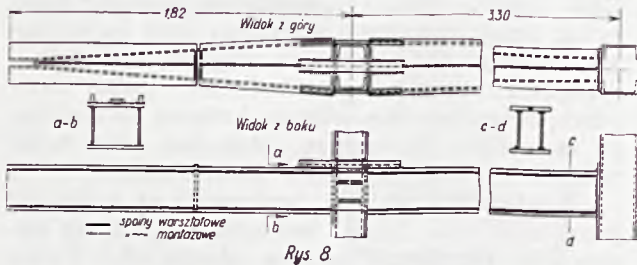 1,82 3,30
Widok z góry
a-b
Widok z boku
c-d
a
c
b
d
spoiny warsztatowe
" montażowe
Rys. 8.